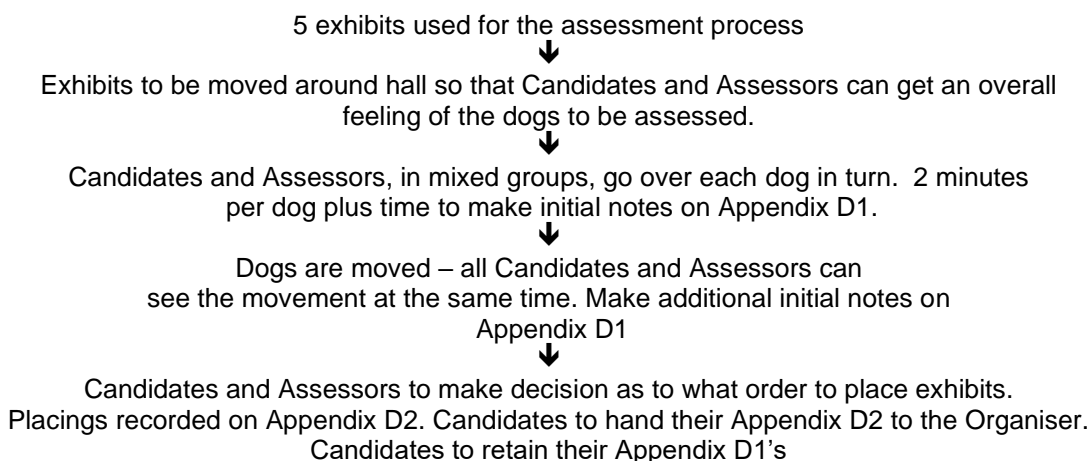 5 exhibits used for the assessment process
Exhibits to be moved around hall so that Candidates and Assessors can get an overall
feeling of the dogs to be assessed.
Candidates and Assessors, in mixed groups, go over each dog in turn.  2 minutes
per dog plus time to make initial notes on Appendix D1.
Dogs are moved – all Candidates and Assessors can
see the movement at the same time. Make additional initial notes on
Appendix D1
Candidates and Assessors to make decision as to what order to place exhibits.
Placings recorded on Appendix D2. Candidates to hand their Appendix D2 to the Organiser.
Candidates to retain their Appendix D1's